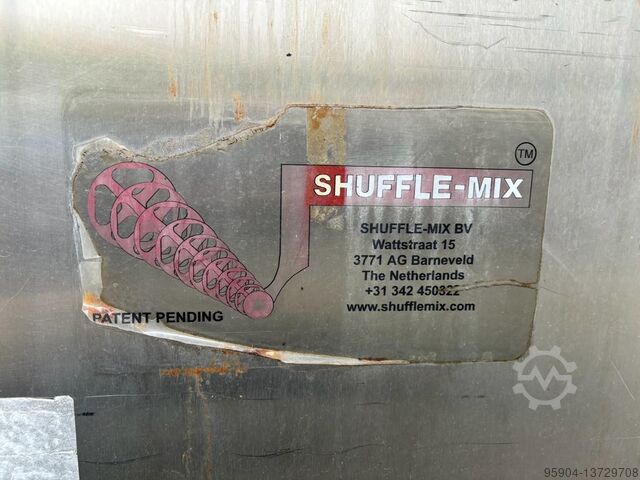 TM
SHUFFLE-MIX
SHUFFLE-MIX BV
Wattstraat 15
3771 AG Barneveld
The Netherlands
+31 342 450322
www.shufflemix.com
PATENT PENDING
95904-13729708